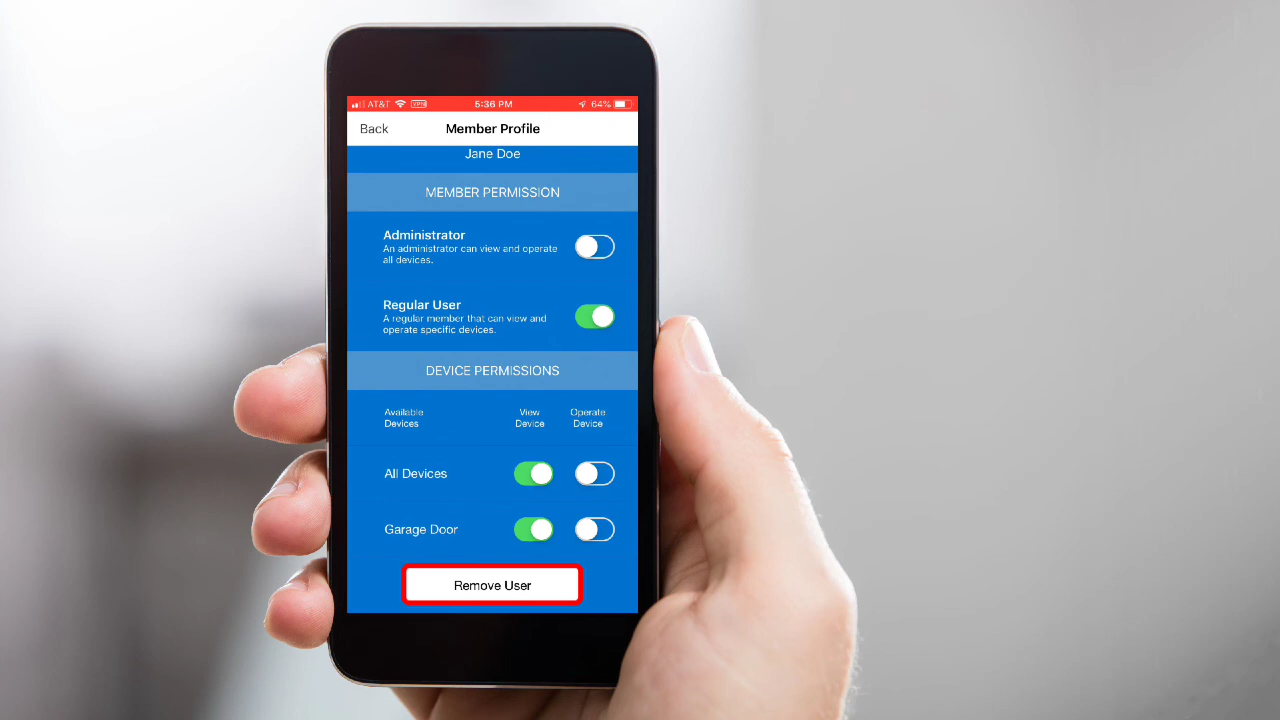 AT&T VPN 5:36 PM 64%
Back Member Profile
Jane Doe
MEMBER PERMISSION
Administrator
An administrator can view and operate
all devices.
Regular User
A regular member that can view and
operate specific devices.
DEVICE PERMISSIONS
Available View Operate
Devices Device Device
All Devices
Garage Door
Remove User